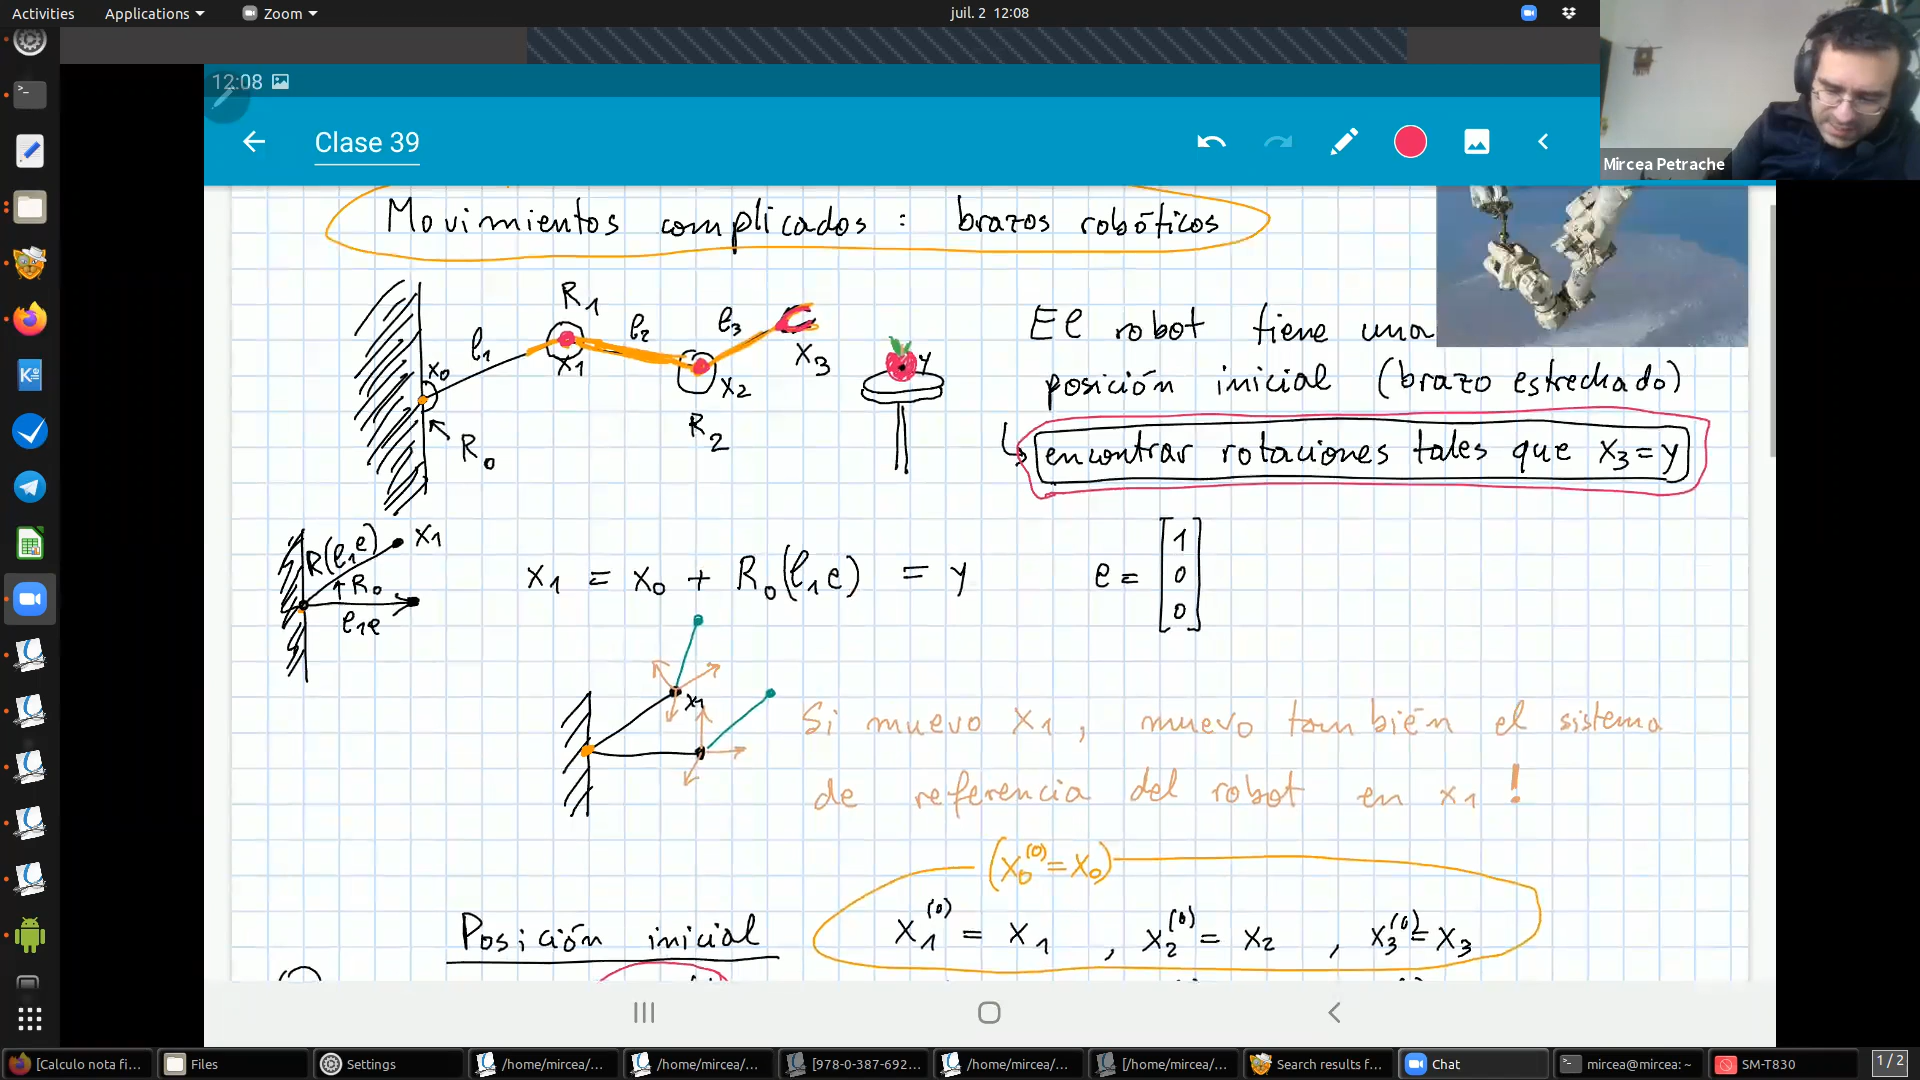 Activities Applications Zoom juil. 2 12:08
12:08
Clase 39
Mircea Petrache
Movimientos complicados : brazos robóticos
R1
l1 l2 l3
x0 x1 x2 x3 y
R0 R2
El robot tiene una
posición inicial (brazo estrechado)
encontrar rotaciones tales que x3 = y
R(l1e) x1
R0
l1e
x1 = x0 + R0(l1e) = y
e = [1 0 0]
x1
Si muevo x1, muevo también el sistema
de referencia del robot en x1 !
(x0^(0) = x0)
Posición inicial x1^(0) = x1 , x2^(0) = x2 , x3^(0) = x3
[Calculo nota fi... Files Settings /home/mircea/... /home/mircea/... [978-0-387-692... /home/mircea/... [/home/mircea/... Search results f... Chat mircea@mircea: ~ SM-T830 1 / 2